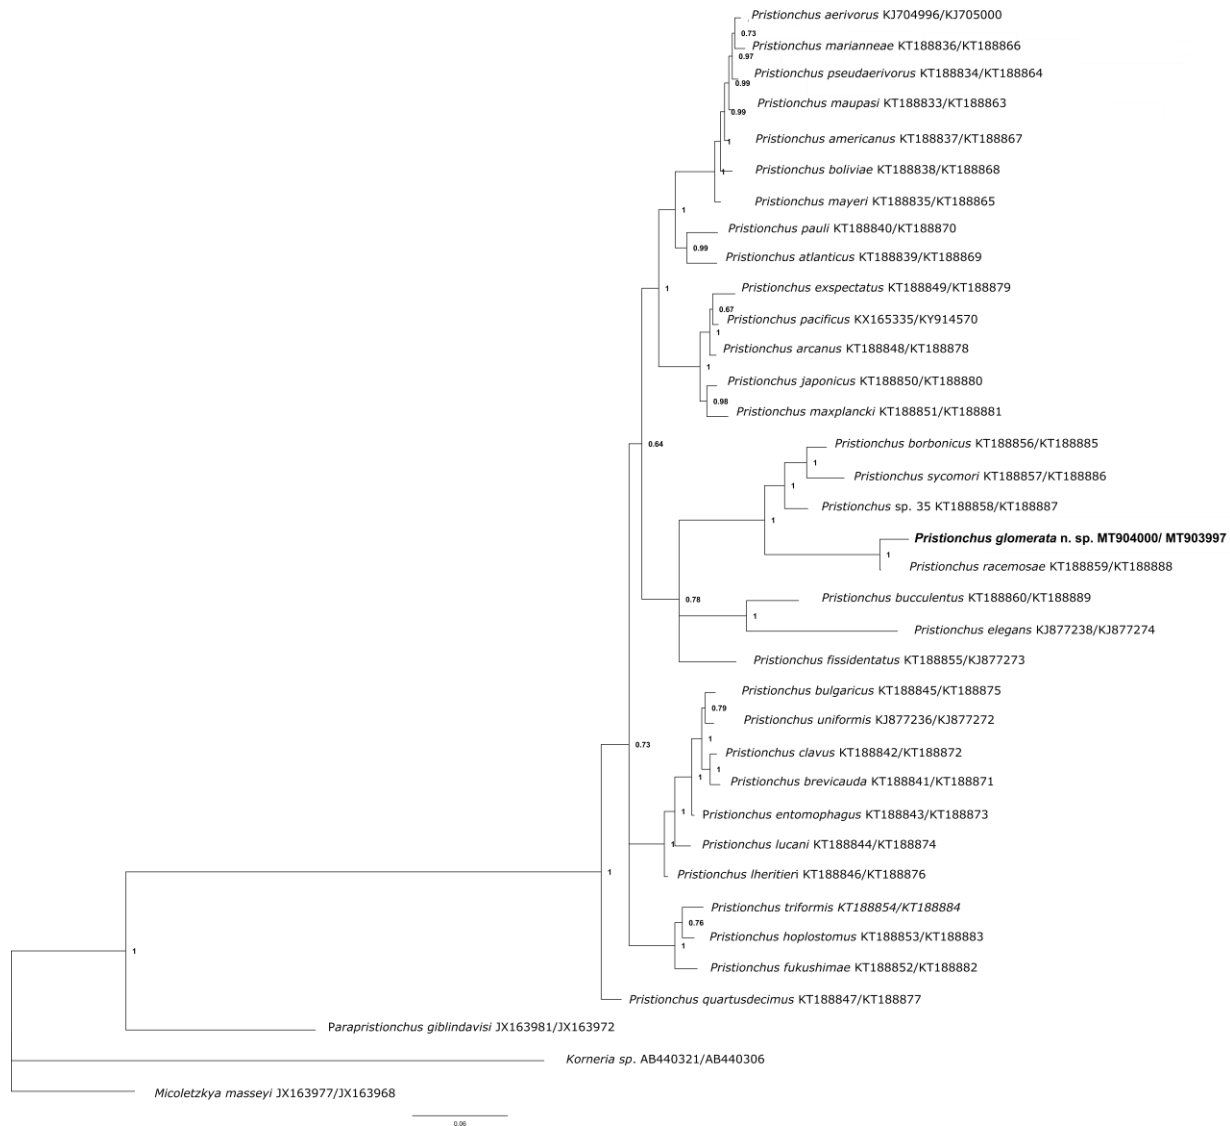 Pristionchus aerivorus KJ704996/KJ705000
0.73
Pristionchus marianneae KT188836/KT188866
0.97
Pristionchus pseudaerivorus KT188834/KT188864
0.99
Pristionchus maupasi KT188833/KT188863
0.99
Pristionchus americanus KT188837/KT188867
1
Pristionchus boliviae KT188838/KT188868
1
Pristionchus mayeri KT188835/KT188865
1
Pristionchus pauli KT188840/KT188870
0.99
Pristionchus atlanticus KT188839/KT188869
1
Pristionchus exspectatus KT188849/KT188879
0.67
Pristionchus pacificus KX165335/KY914570
1
Pristionchus arcanus KT188848/KT188878
1
Pristionchus japonicus KT188850/KT188880
0.98
Pristionchus maxplancki KT188851/KT188881
0.64
Pristionchus borbonicus KT188856/KT188885
1
Pristionchus sycomori KT188857/KT188886
1
Pristionchus sp. 35 KT188858/KT188887
1
Pristionchus glomerata n. sp. MT904000/ MT903997
1
Pristionchus racemosae KT188859/KT188888
0.78
Pristionchus bucculentus KT188860/KT188889
1
Pristionchus elegans KJ877238/KJ877274
Pristionchus fissidentatus KT188855/KJ877273
Pristionchus bulgaricus KT188845/KT188875
0.79
Pristionchus uniformis KJ877236/KJ877272
1
0.73
Pristionchus clavus KT188842/KT188872
1
1
Pristionchus brevicauda KT188841/KT188871
1
Pristionchus entomophagus KT188843/KT188873
1
Pristionchus lucani KT188844/KT188874
1
Pristionchus lheritieri KT188846/KT188876
Pristionchus triformis KT188854/KT188884
0.76
Pristionchus hoplostomus KT188853/KT188883
1
1
Pristionchus fukushimae KT188852/KT188882
Pristionchus quartusdecimus KT188847/KT188877
Parapristionchus giblindavisi JX163981/JX163972
Korneria sp. AB440321/AB440306
Micoletzkya masseyi JX163977/JX163968
0.06